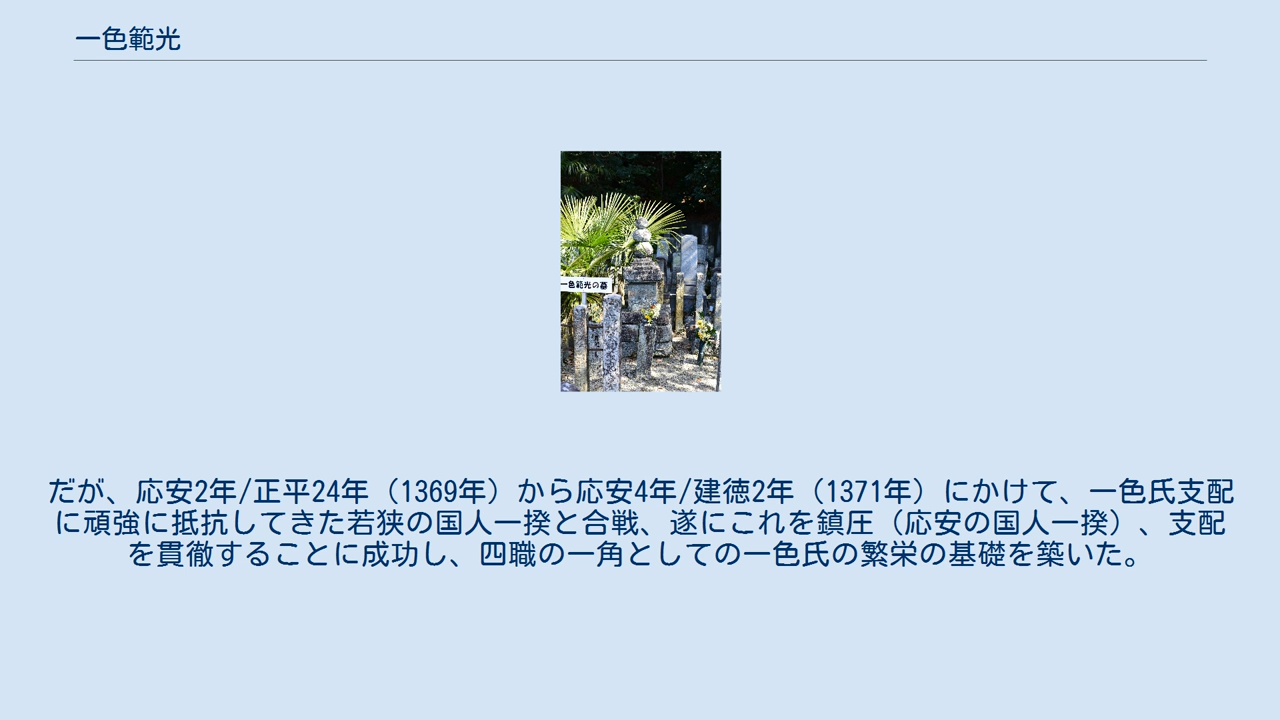 一色範光
一色範光の墓
だが、応安2年/正平24年（1369年）から応安4年/建徳2年（1371年）にかけて、一色氏支配
に頑強に抵抗してきた若狭の国人一揆と合戦、遂にこれを鎮圧（応安の国人一揆）、支配
を貫徹することに成功し、四職の一角としての一色氏の繁栄の基礎を築いた。